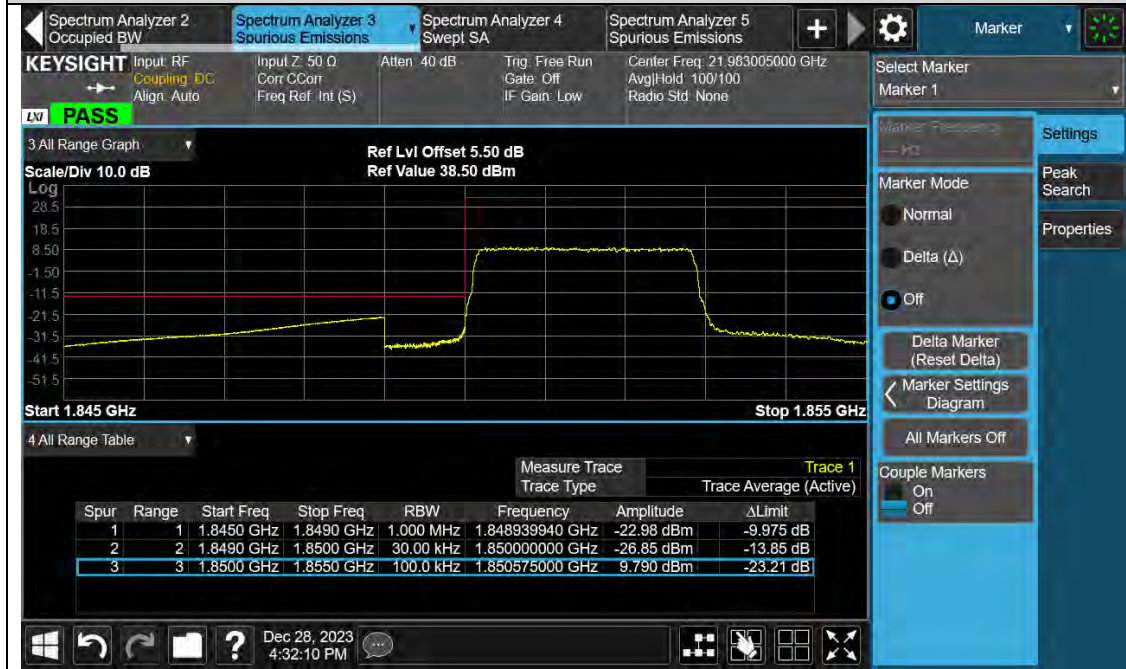 Spectrum Analyzer 2
Occupied BW
Spectrum Analyzer 3
Spurious Emissions
Spectrum Analyzer 4
Swept SA
Spectrum Analyzer 5
Spurious Emissions
+
Marker
KEYSIGHT
Input: RF
Coupling: DC
Align: Auto
Input Z: 50 Ω
Corr CCorr
Freq Ref: Int (S)
Atten: 40 dB
Trig: Free Run
Gate: Off
IF Gain: Low
Center Freq: 21.983005000 GHz
Avg|Hold: 100/100
Radio Std: None
LXI
PASS
3 All Range Graph
Scale/Div 10.0 dB
Ref Lvl Offset 5.50 dB
Ref Value 38.50 dBm
Log
28.5
18.5
8.50
-1.50
-11.5
-21.5
-31.5
-41.5
-51.5
Start 1.845 GHz
Stop 1.855 GHz
4 All Range Table
Measure Trace Trace 1
Trace Type Trace Average (Active)
Spur Range Start Freq Stop Freq RBW Frequency Amplitude ΔLimit
1 1 1.8450 GHz 1.8490 GHz 1.000 MHz 1.848939940 GHz -22.98 dBm -9.975 dB
2 2 1.8490 GHz 1.8500 GHz 30.00 kHz 1.850000000 GHz -26.85 dBm -13.85 dB
3 3 1.8500 GHz 1.8550 GHz 100.0 kHz 1.850575000 GHz 9.790 dBm -23.21 dB
?
Dec 28, 2023
4:32:10 PM
Select Marker
Marker 1
Marker Frequency
--- Hz
Marker Mode
Normal
Delta (Δ)
Off
Delta Marker
(Reset Delta)
Marker Settings
Diagram
All Markers Off
Couple Markers
On
Off
Settings
Peak
Search
Properties